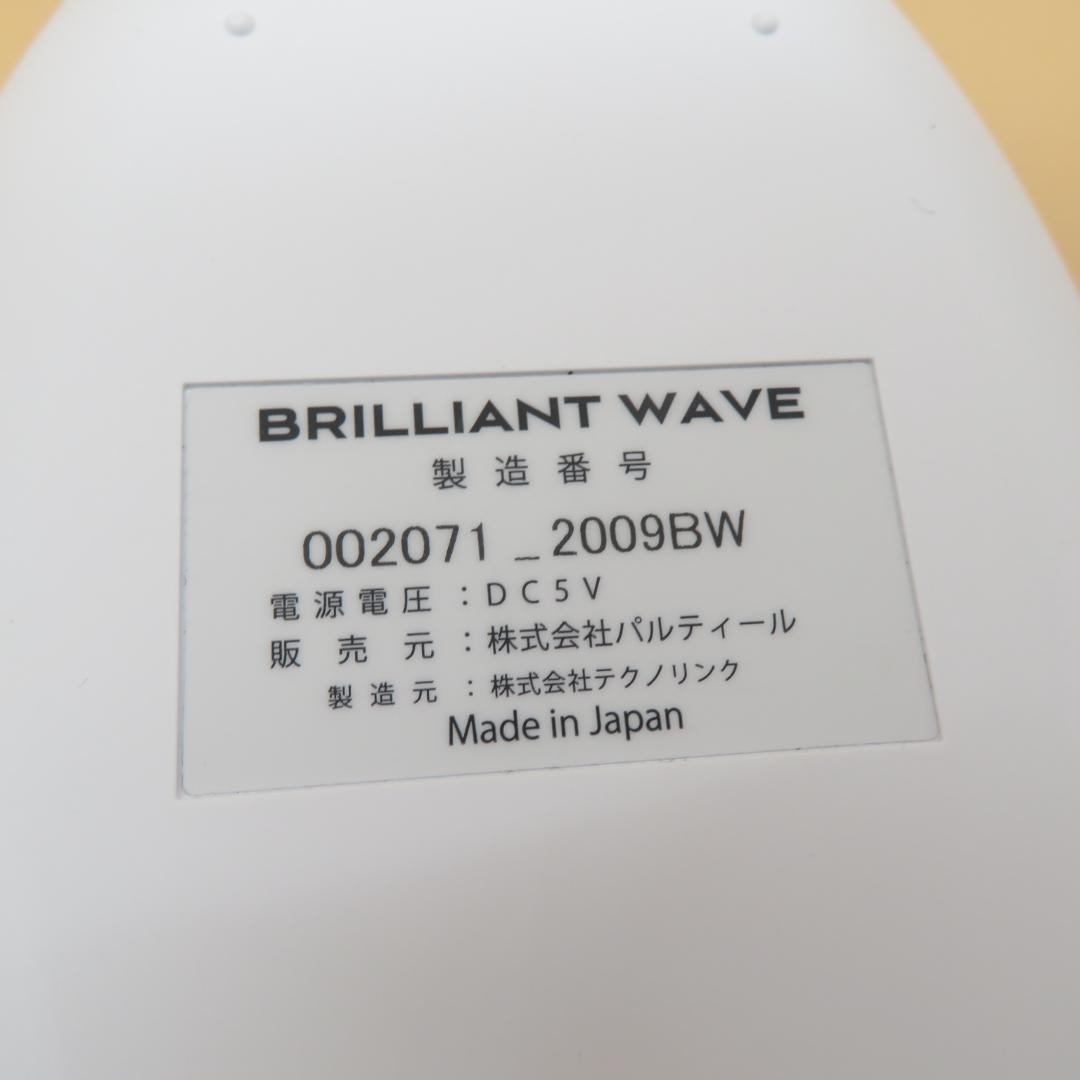 BRILLIANT WAVE
製造番号
002071_2009BW
電源電圧：DC5V
販売元：株式会社パルティール
製造元：株式会社テクノリンク
Made in Japan